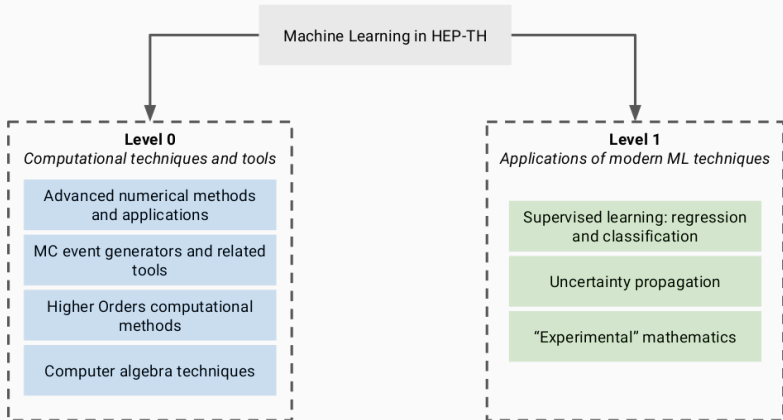 Machine Learning in HEP-TH
Level 0
Computational techniques and tools
Advanced numerical methods
and applications
MC event generators and related
tools
Higher Orders computational
methods
Computer algebra techniques
Level 1
Applications of modern ML techniques
Supervised learning: regression
and classification
Uncertainty propagation
“Experimental” mathematics